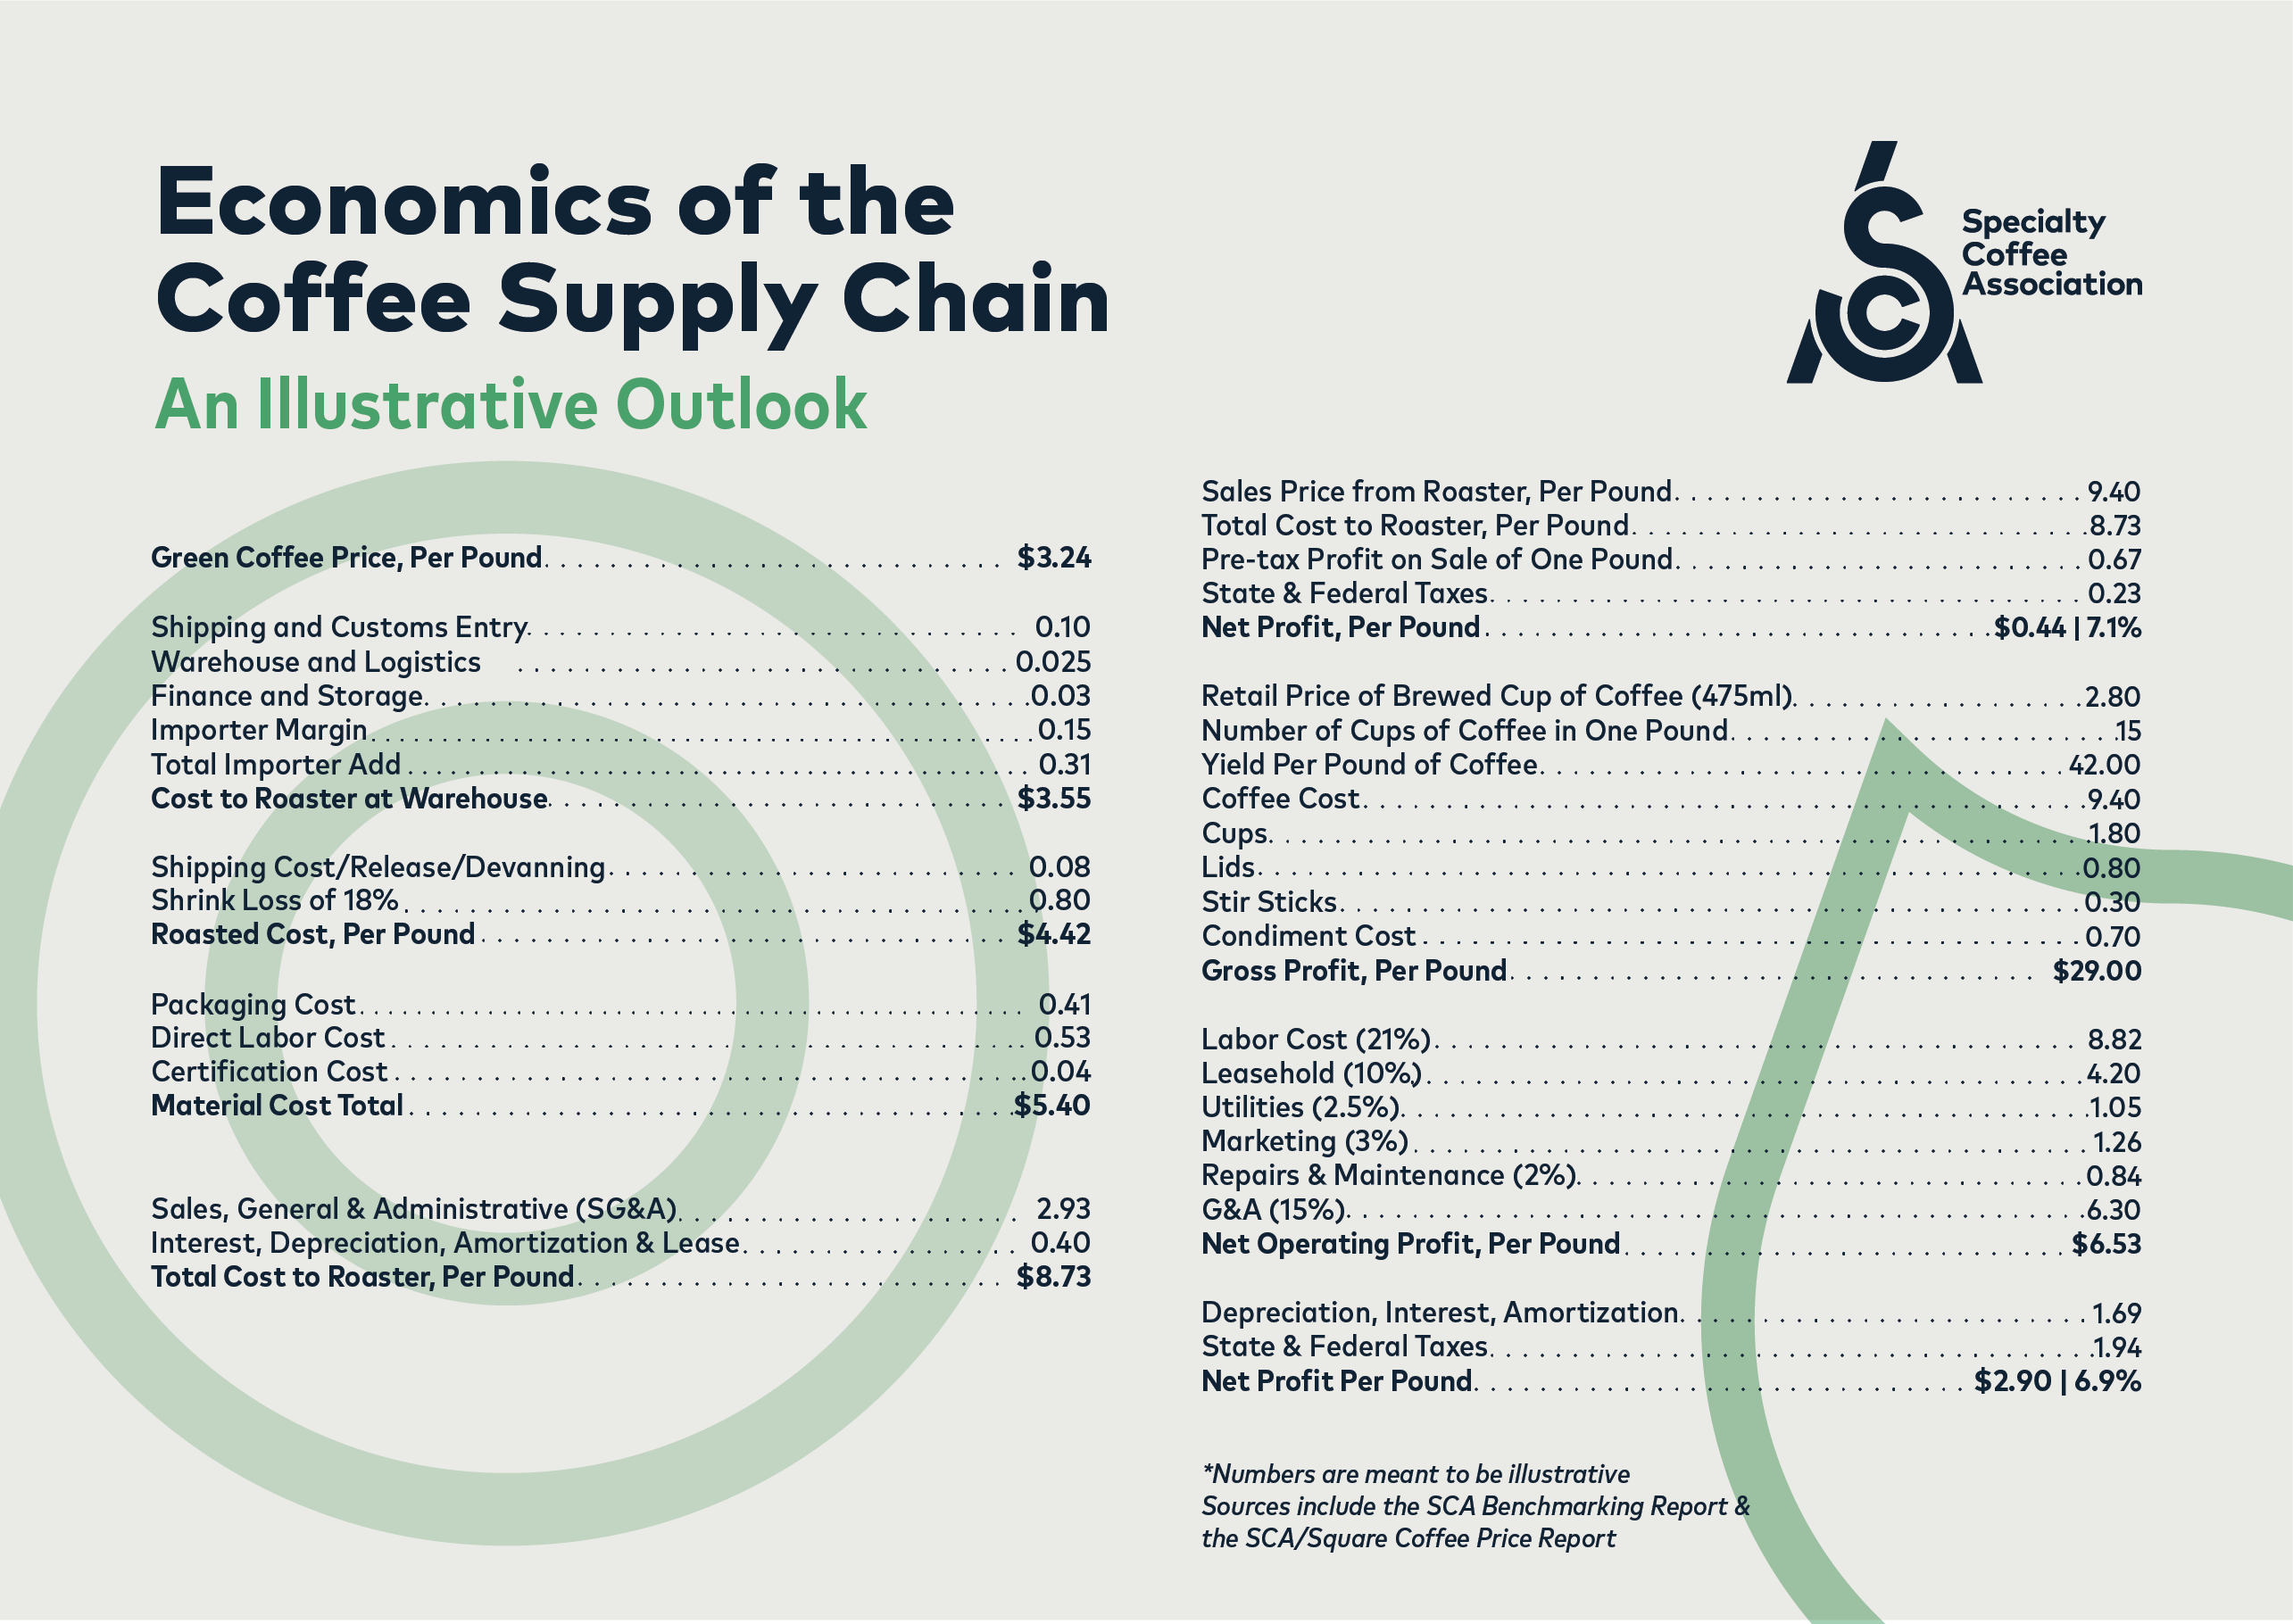 Economics of the
Coffee Supply Chain
An Illustrative Outlook
Specialty
Coffee
Association
Green Coffee Price, Per Pound $3.24
Shipping and Customs Entry 0.10
Warehouse and Logistics 0.025
Finance and Storage 0.03
Importer Margin 0.15
Total Importer Add 0.31
Cost to Roaster at Warehouse $3.55
Shipping Cost/Release/Devanning 0.08
Shrink Loss of 18% 0.80
Roasted Cost, Per Pound $4.42
Packaging Cost 0.41
Direct Labor Cost 0.53
Certification Cost 0.04
Material Cost Total $5.40
Sales, General & Administrative (SG&A) 2.93
Interest, Depreciation, Amortization & Lease 0.40
Total Cost to Roaster, Per Pound $8.73
Sales Price from Roaster, Per Pound 9.40
Total Cost to Roaster, Per Pound 8.73
Pre-tax Profit on Sale of One Pound 0.67
State & Federal Taxes 0.23
Net Profit, Per Pound $0.44 | 7.1%
Retail Price of Brewed Cup of Coffee (475ml) 2.80
Number of Cups of Coffee in One Pound 15
Yield Per Pound of Coffee 42.00
Coffee Cost 9.40
Cups 1.80
Lids 0.80
Stir Sticks 0.30
Condiment Cost 0.70
Gross Profit, Per Pound $29.00
Labor Cost (21%) 8.82
Leasehold (10%) 4.20
Utilities (2.5%) 1.05
Marketing (3%) 1.26
Repairs & Maintenance (2%) 0.84
G&A (15%) 6.30
Net Operating Profit, Per Pound $6.53
Depreciation, Interest, Amortization 1.69
State & Federal Taxes 1.94
Net Profit Per Pound $2.90 | 6.9%
*Numbers are meant to be illustrative
Sources include the SCA Benchmarking Report &
the SCA/Square Coffee Price Report